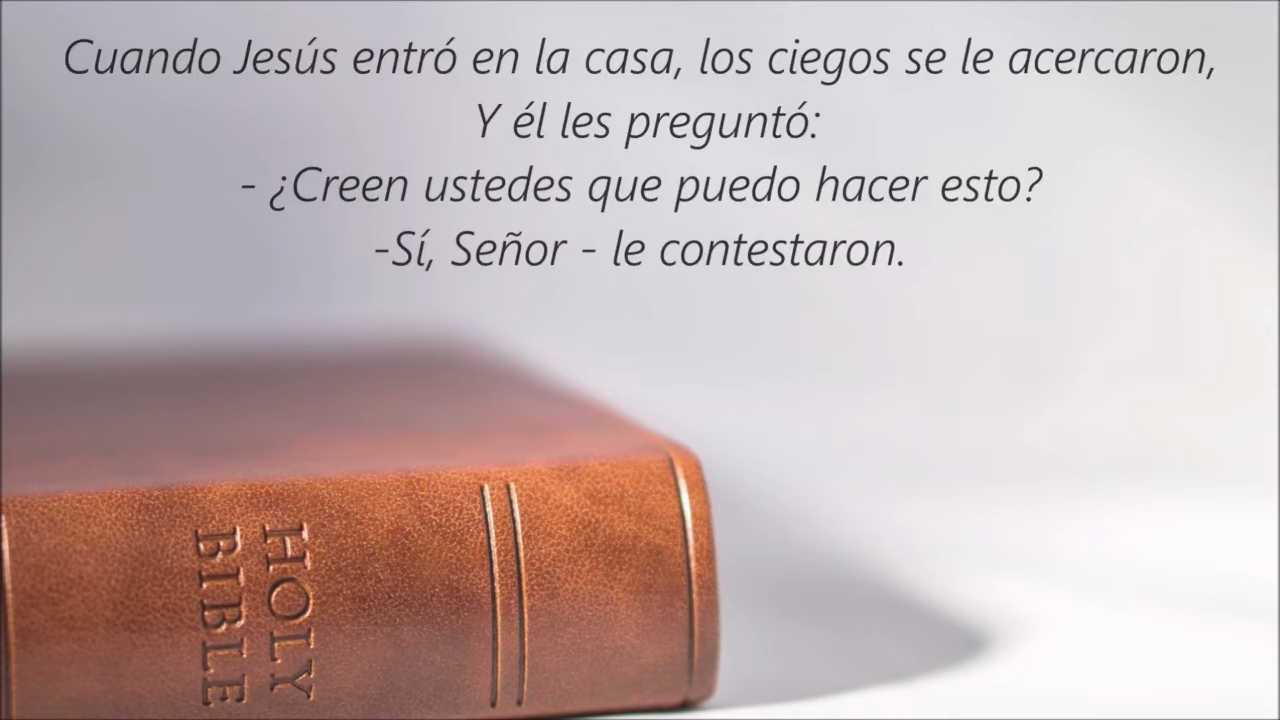 Cuando Jesús entró en la casa, los ciegos se le acercaron,
Y él les preguntó:
- ¿Creen ustedes que puedo hacer esto?
-Sí, Señor - le contestaron.
HOLY
BIBLE